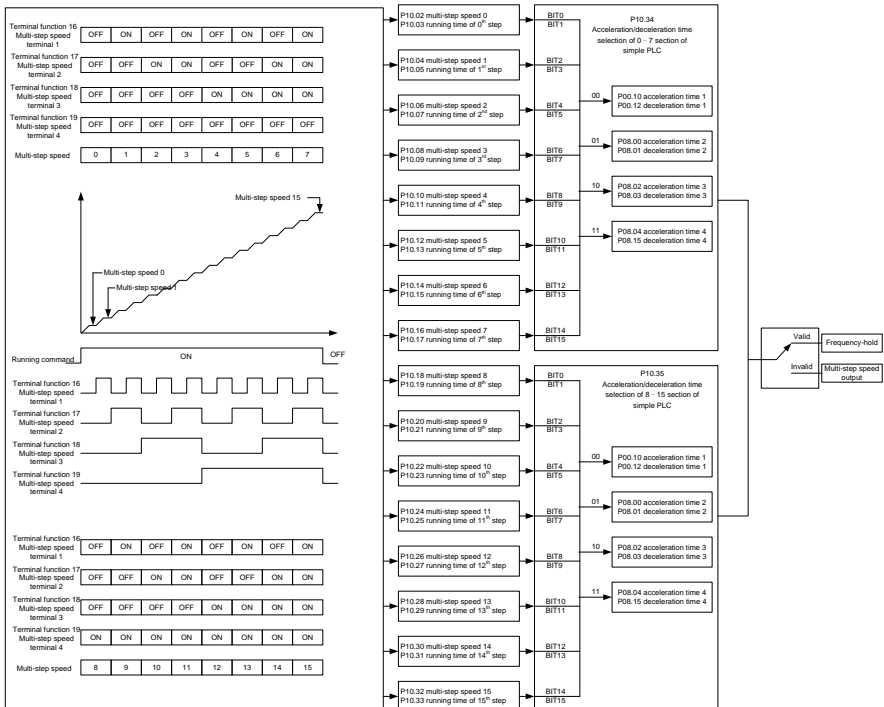 Terminal function 16
Multi-step speed
terminal 1
OFF ON OFF ON OFF ON OFF ON
Terminal function 17
Multi-step speed
terminal 2
OFF OFF ON ON OFF OFF ON ON
Terminal function 18
Multi-step speed
terminal 3
OFF OFF OFF OFF ON ON ON ON
Terminal function 19
Multi-step speed
terminal 4
OFF OFF OFF OFF OFF OFF OFF OFF
Multi-step speed 0 1 2 3 4 5 6 7
Multi-step speed 15
Multi-step speed 0
Multi-step speed 1
Running command ON OFF
Terminal function 16
Multi-step speed
terminal 1
Terminal function 17
Multi-step speed
terminal 2
Terminal function 18
Multi-step speed
terminal 3
Terminal function 19
Multi-step speed
terminal 4
Terminal function 16
Multi-step speed
terminal 1
OFF ON OFF ON OFF ON OFF ON
Terminal function 17
Multi-step speed
terminal 2
OFF OFF ON ON OFF OFF ON ON
Terminal function 18
Multi-step speed
terminal 3
OFF OFF OFF OFF ON ON ON ON
Terminal function 19
Multi-step speed
terminal 4
ON ON ON ON ON ON ON ON
Multi-step speed 8 9 10 11 12 13 14 15
P10.02 multi-step speed 0
P10.03 running time of 0th step
P10.04 multi-step speed 1
P10.05 running time of 1st step
P10.06 multi-step speed 2
P10.07 running time of 2nd step
P10.08 multi-step speed 3
P10.09 running time of 3rd step
P10.10 multi-step speed 4
P10.11 running time of 4th step
P10.12 multi-step speed 5
P10.13 running time of 5th step
P10.14 multi-step speed 6
P10.15 running time of 6th step
P10.16 multi-step speed 7
P10.17 running time of 7th step
P10.18 multi-step speed 8
P10.19 running time of 8th step
P10.20 multi-step speed 9
P10.21 running time of 9th step
P10.22 multi-step speed 10
P10.23 running time of 10th step
P10.24 multi-step speed 11
P10.25 running time of 11th step
P10.26 multi-step speed 12
P10.27 running time of 12th step
P10.28 multi-step speed 13
P10.29 running time of 13th step
P10.30 multi-step speed 14
P10.31 running time of 14th step
P10.32 multi-step speed 15
P10.33 running time of 15th step
BIT0
BIT1
BIT2
BIT3
BIT4
BIT5
BIT6
BIT7
BIT8
BIT9
BIT10
BIT11
BIT12
BIT13
BIT14
BIT15
P10.34
Acceleration/deceleration time
selection of 0 - 7 section of
simple PLC
00
P00.10 acceleration time 1
P00.12 deceleration time 1
01
P08.00 acceleration time 2
P08.01 deceleration time 2
10
P08.02 acceleration time 3
P08.03 deceleration time 3
11
P08.04 acceleration time 4
P08.15 deceleration time 4
BIT0
BIT1
BIT2
BIT3
BIT4
BIT5
BIT6
BIT7
BIT8
BIT9
BIT10
BIT11
BIT12
BIT13
BIT14
BIT15
P10.35
Acceleration/deceleration time
selection of 8 - 15 section of
simple PLC
00
P00.10 acceleration time 1
P00.12 deceleration time 1
01
P08.00 acceleration time 2
P08.01 deceleration time 2
10
P08.02 acceleration time 3
P08.03 deceleration time 3
11
P08.04 acceleration time 4
P08.15 deceleration time 4
Valid
Frequency-hold
Invalid
Multi-step speed
output